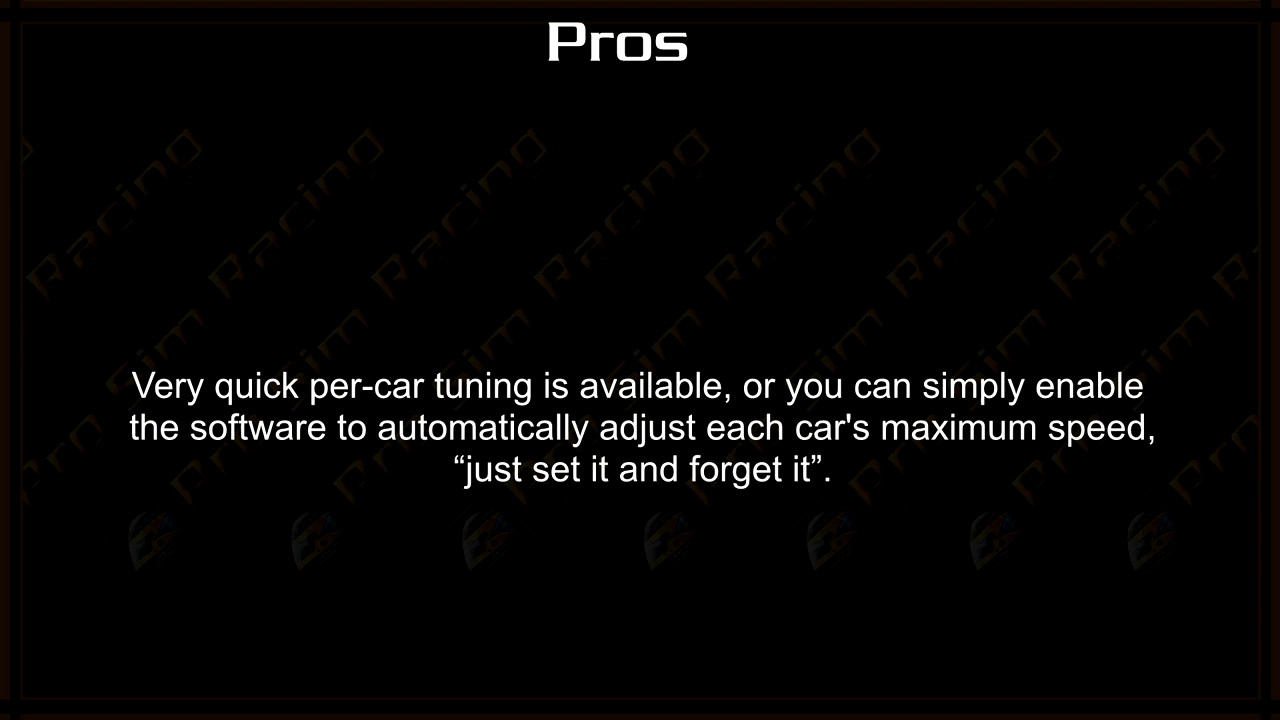 Pros
Very quick per-car tuning is available, or you can simply enable
the software to automatically adjust each car's maximum speed,
“just set it and forget it”.